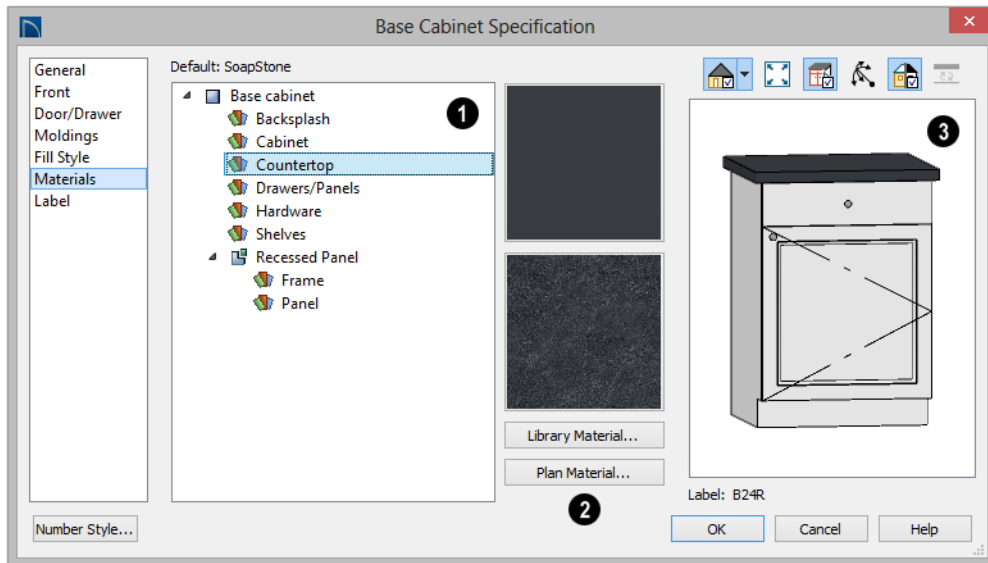 Base Cabinet Specification
General
Front
Door/Drawer
Moldings
Fill Style
Materials
Label
Number Style...
Default: SoapStone
Base cabinet
Backsplash
Cabinet
Countertop
Drawers/Panels
Hardware
Shelves
Recessed Panel
Frame
Panel
1
Library Material...
Plan Material...
2
3
Label: B24R
OK
Cancel
Help